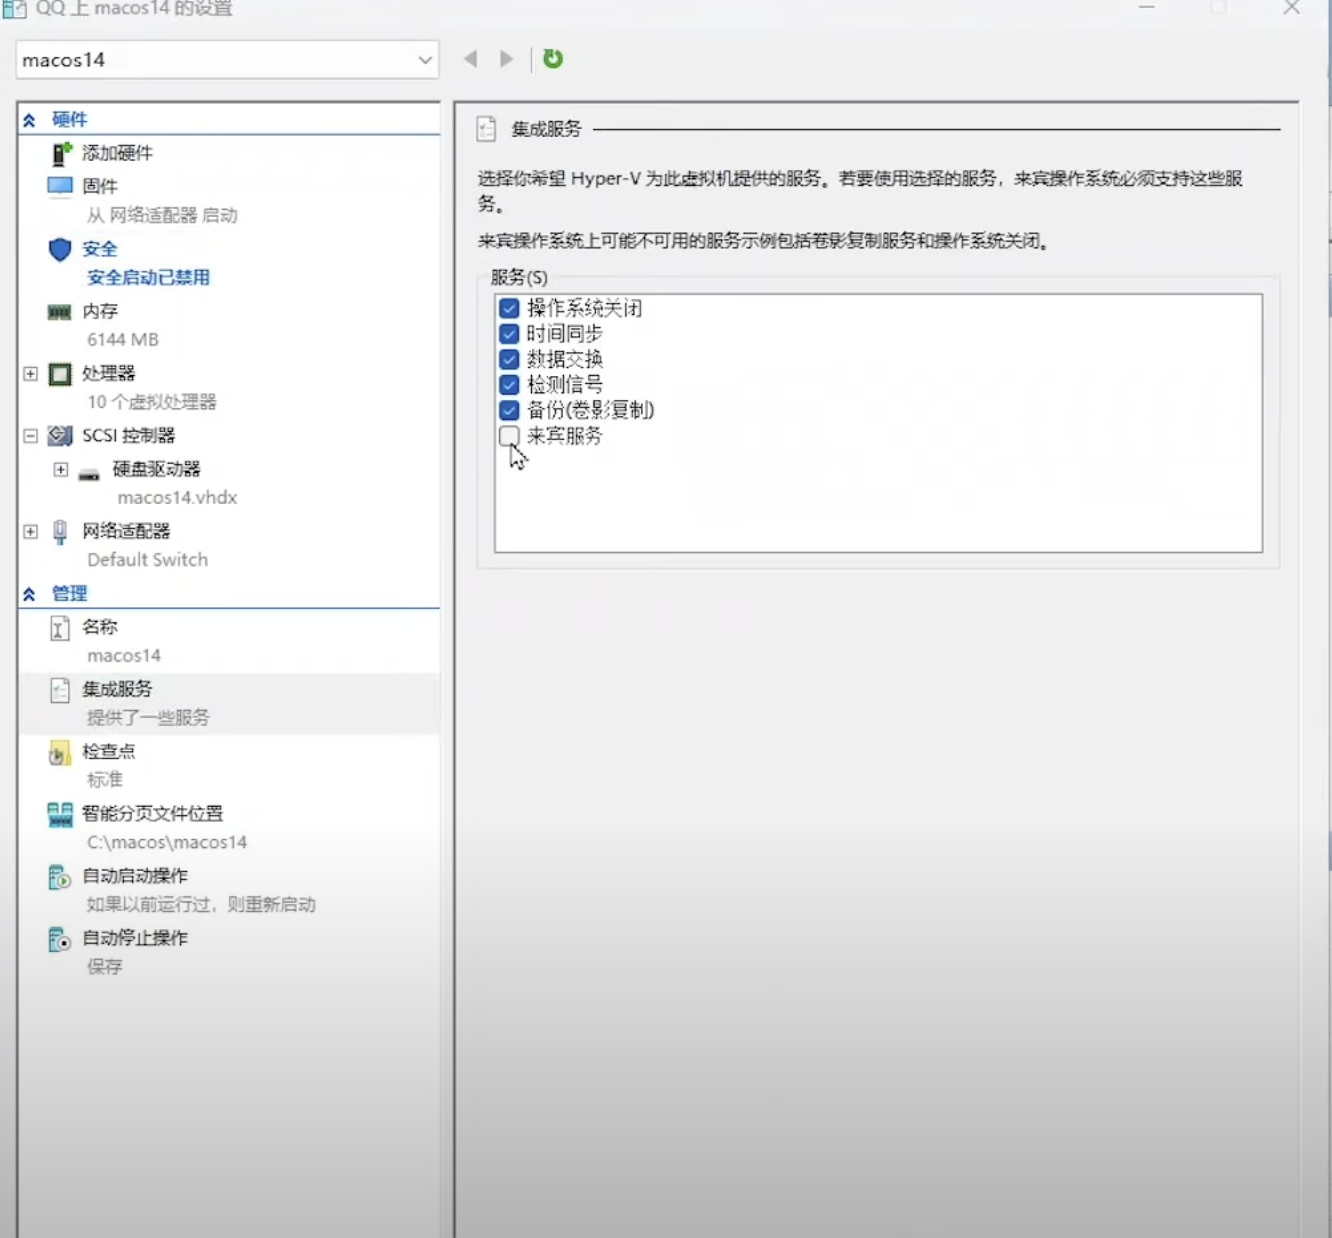 QQ 上 macos14 的设置
macos14
硬件
添加硬件
固件
从 网络适配器 启动
安全
安全启动已禁用
内存
6144 MB
处理器
10 个虚拟处理器
SCSI 控制器
硬盘驱动器
macos14.vhdx
网络适配器
Default Switch
管理
名称
macos14
集成服务
提供了一些服务
检查点
标准
智能分页文件位置
C:\macos\macos14
自动启动操作
如果以前运行过，则重新启动
自动停止操作
保存
集成服务
选择你希望 Hyper-V 为此虚拟机提供的服务。若要使用选择的服务，来宾操作系统必须支持这些服
务。
来宾操作系统上可能不可用的服务示例包括卷影复制服务和操作系统关闭。
服务(S)
操作系统关闭
时间同步
数据交换
检测信号
备份(卷影复制)
来宾服务